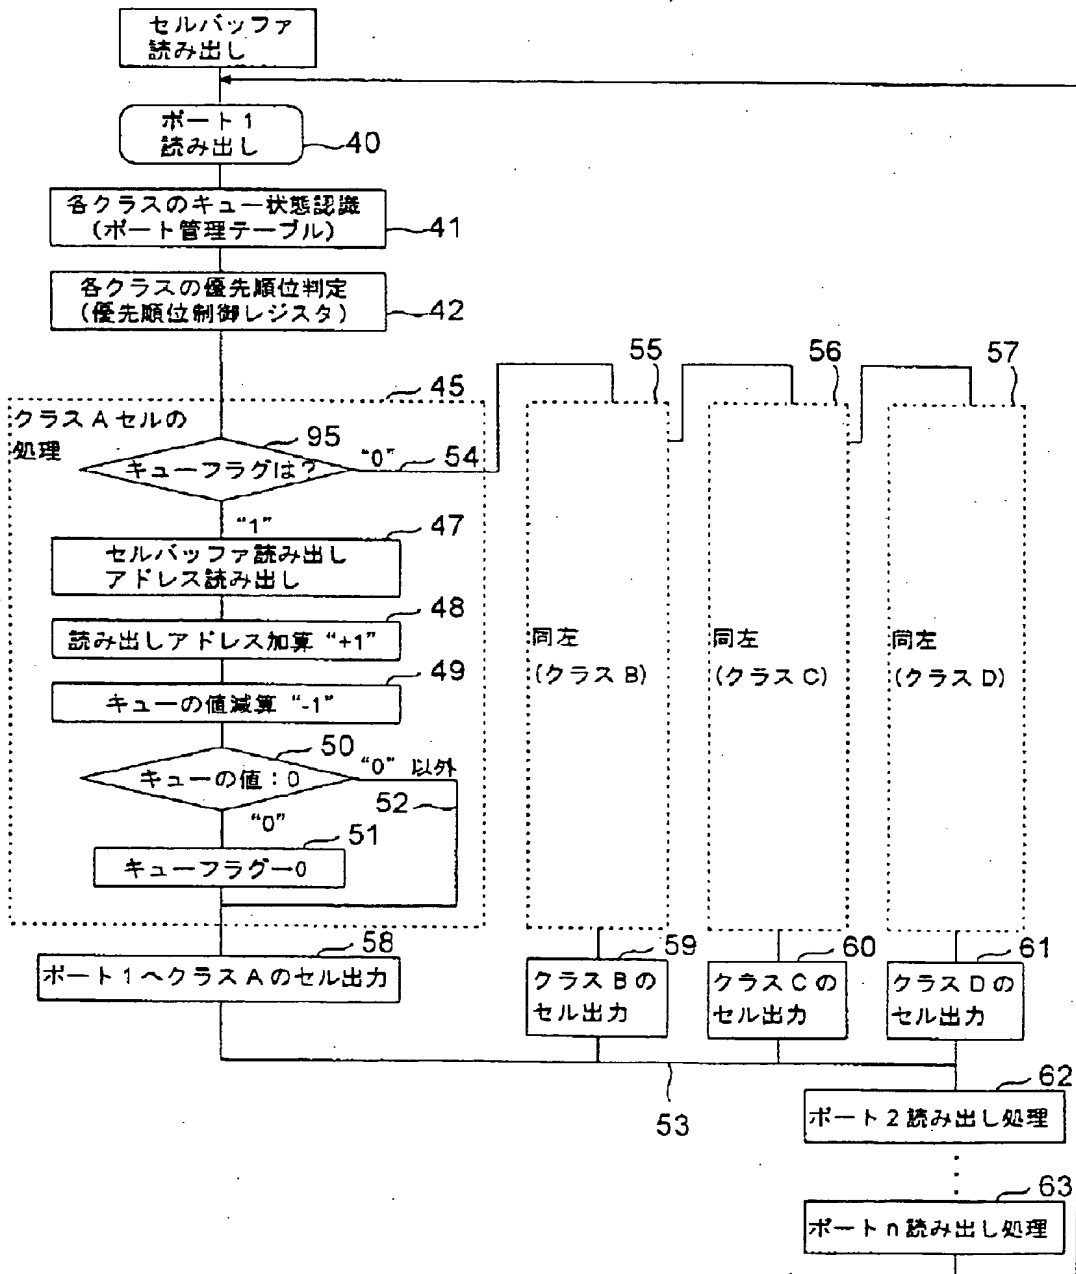 セルバッファ
読み出し
ポート1
読み出し
40
各クラスのキュー状態認識
(ポート管理テーブル)
41
各クラスの優先順位判定
(優先順位制御レジスタ)
42
45
クラスAセルの
処理
95
キューフラグは?
"0"
54
"1"
47
セルバッファ読み出し
アドレス読み出し
48
読み出しアドレス加算 "+1"
49
キューの値減算 "-1"
50
キューの値:0
"0" 以外
52
"0"
51
キューフラグー0
58
ポート1へクラスAのセル出力
55
同左
(クラスB)
59
クラスBの
セル出力
56
同左
(クラスC)
60
クラスCの
セル出力
57
同左
(クラスD)
61
クラスDの
セル出力
53
62
ポート2読み出し処理
63
ポートn読み出し処理